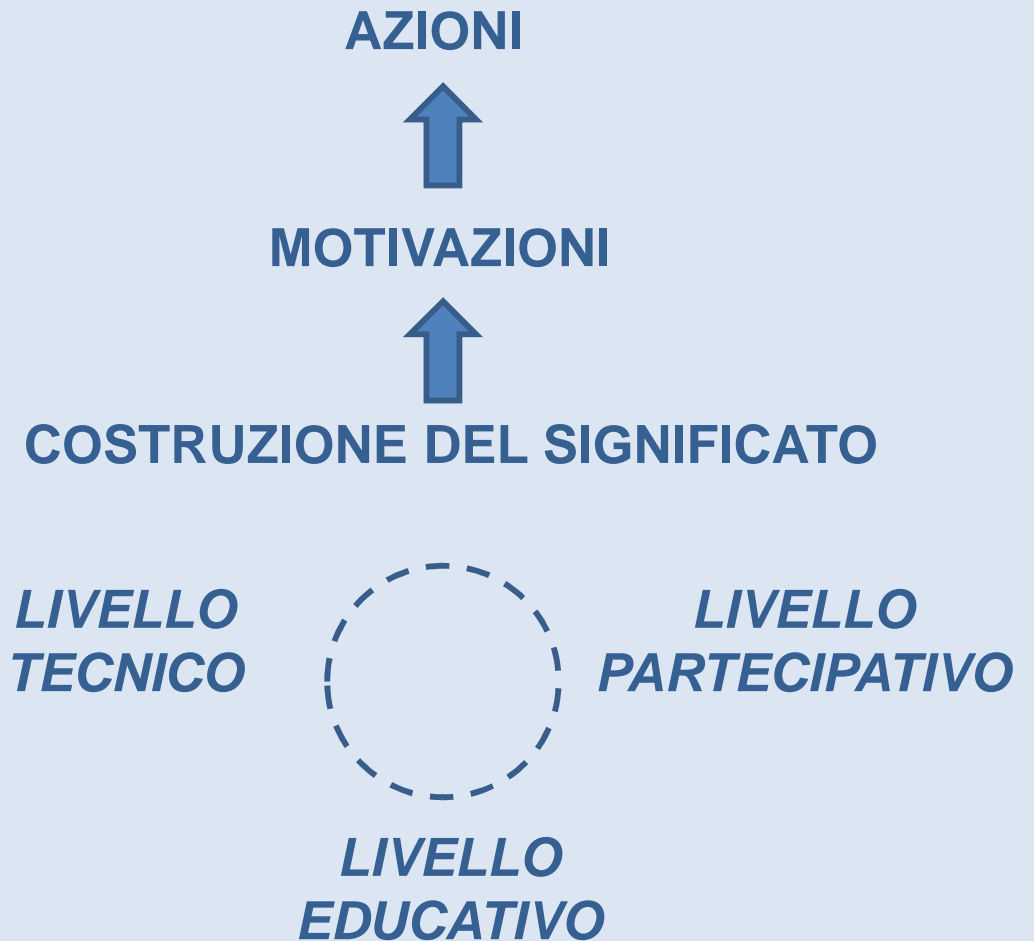 AZIONI
MOTIVAZIONI
COSTRUZIONE DEL SIGNIFICATO
LIVELLO
TECNICO
LIVELLO
PARTECIPATIVO
LIVELLO
EDUCATIVO